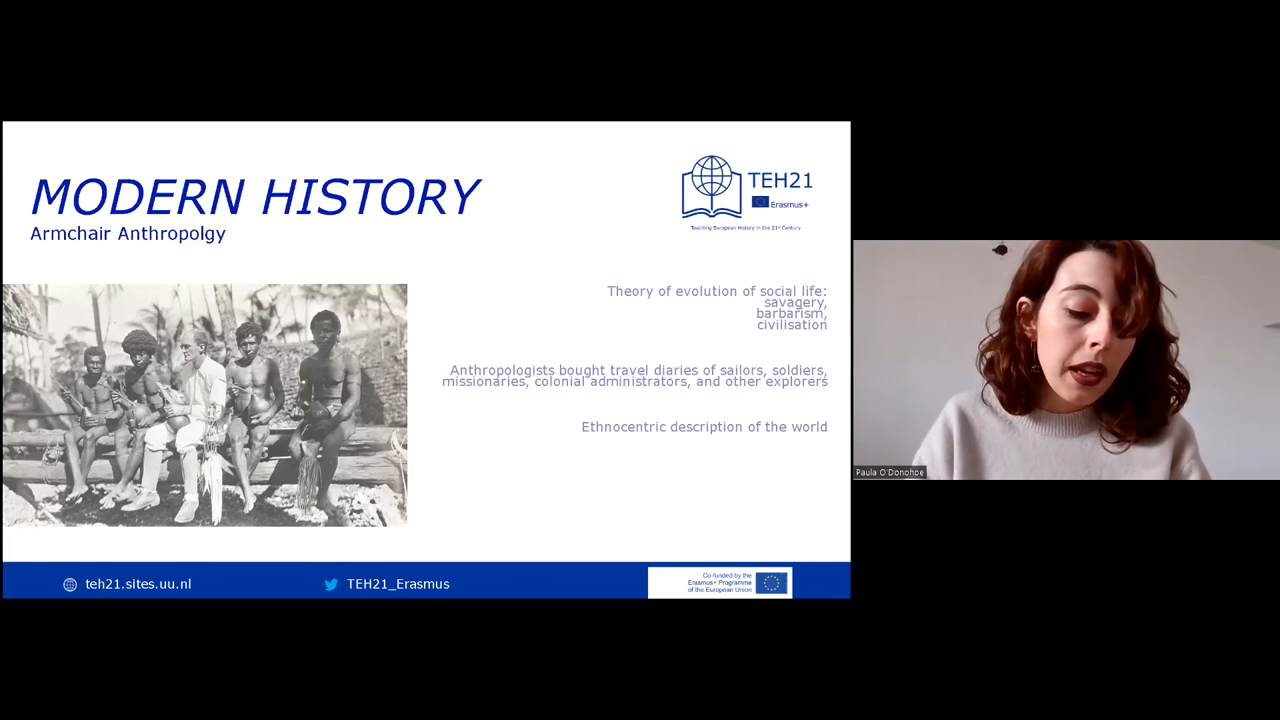 MODERN HISTORY
Armchair Anthropolgy
TEH21
Erasmus+
Teaching European History in the 21st Century
Theory of evolution of social life:
savagery,
barbarism,
civilisation
Anthropologists bought travel diaries of sailors, soldiers,
missionaries, colonial administrators, and other explorers
Ethnocentric description of the world
Paula O'Donohoe
teh21.sites.uu.nl
TEH21_Erasmus
Co-funded by the
Erasmus+ Programme
of the European Union